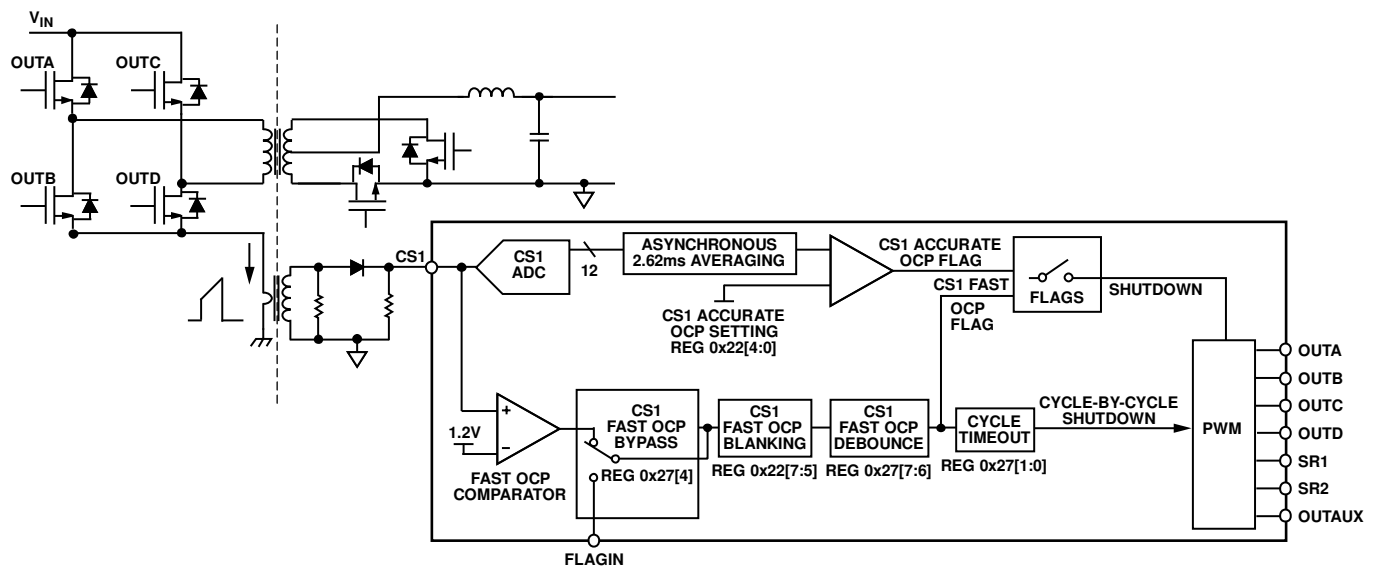 VIN
OUTA
OUTC
OUTB
OUTD
CS1
CS1
ADC
12
ASYNCHRONOUS
2.62ms AVERAGING
CS1 ACCURATE
OCP SETTING
REG 0x22[4:0]
CS1 ACCURATE
OCP FLAG
CS1 FAST
OCP
FLAG
FLAGS
SHUTDOWN
1.2V
+
−
FAST OCP
COMPARATOR
CS1
FAST OCP
BYPASS
REG 0x27[4]
FLAGIN
CS1
FAST OCP
BLANKING
REG 0x22[7:5]
CS1
FAST OCP
DEBOUNCE
REG 0x27[7:6]
CYCLE
TIMEOUT
REG 0x27[1:0]
CYCLE-BY-CYCLE
SHUTDOWN
PWM
OUTA
OUTB
OUTC
OUTD
SR1
SR2
OUTAUX